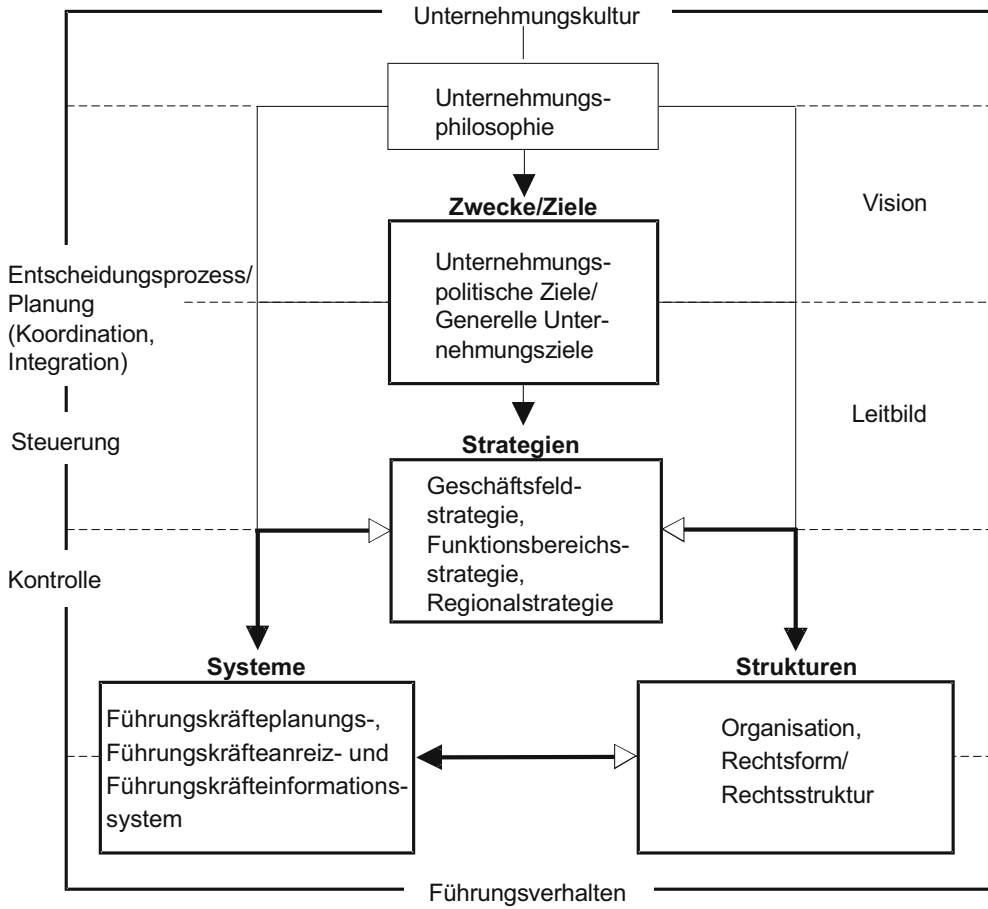 Unternehmungskultur
Unternehmungs-
philosophie
Zwecke/Ziele
Vision
Unternehmungs-
politische Ziele/
Generelle Unter-
nehmungsziele
Entscheidungsprozess/
Planung
(Koordination,
Integration)
Leitbild
Steuerung
Strategien
Geschäftsfeld-
strategie,
Funktionsbereichs-
strategie,
Regionalstrategie
Kontrolle
Systeme
Strukturen
Führungskräfteplanungs-,
Führungskräfteanreiz- und
Führungskräfteinformations-
system
Organisation,
Rechtsform/
Rechtsstruktur
Führungsverhalten